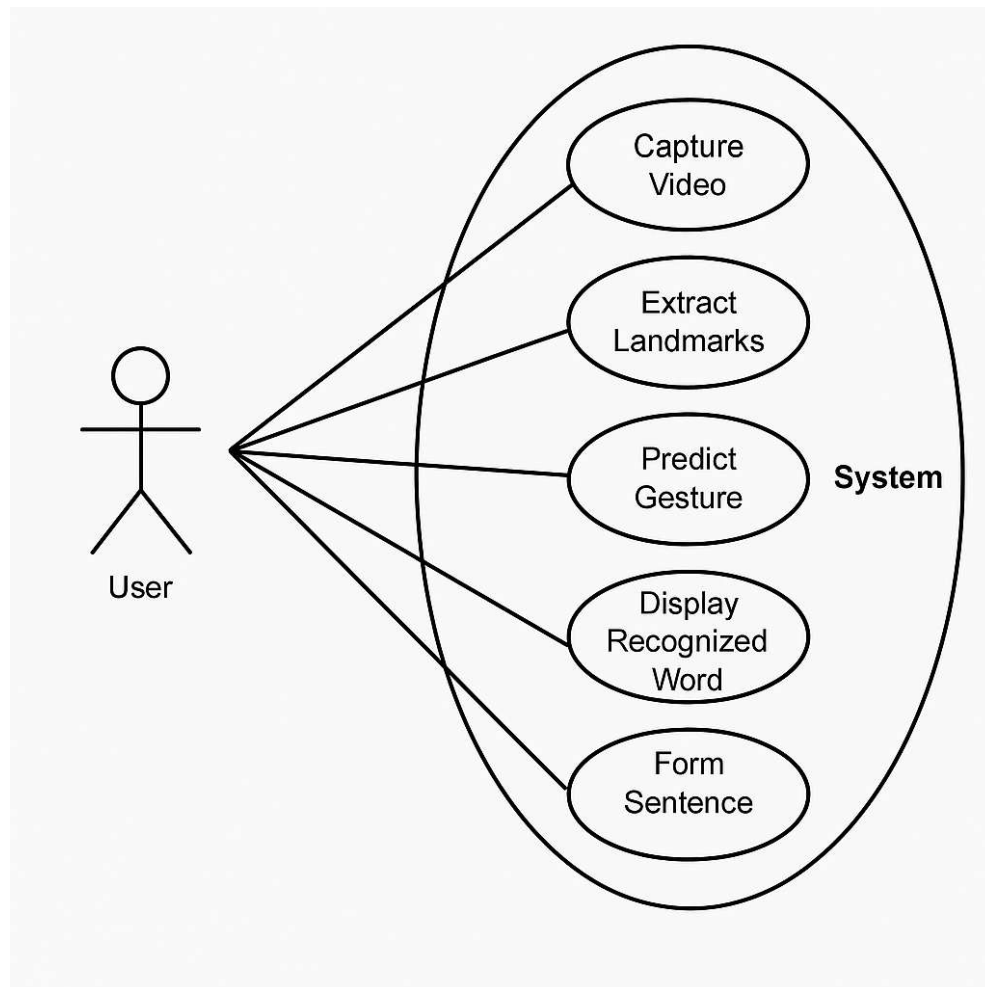 Capture
Video
Extract
Landmarks
Predict
Gesture
System
Display
Recognized
Word
User
Form
Sentence